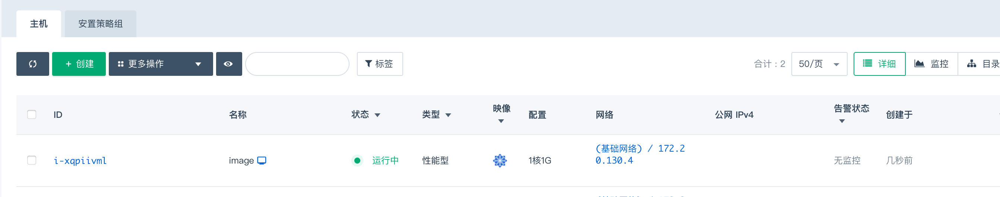 主机 安置策略组
+ 创建 更多操作 标签 合计：2 50/页 详细 监控 目录
ID 名称 状态 类型 映像 配置 网络 公网 IPv4 告警状态 创建于
i-xqpiivml image 运行中 性能型 1核1G (基础网络) / 172.2 无监控 几秒前
0.130.4